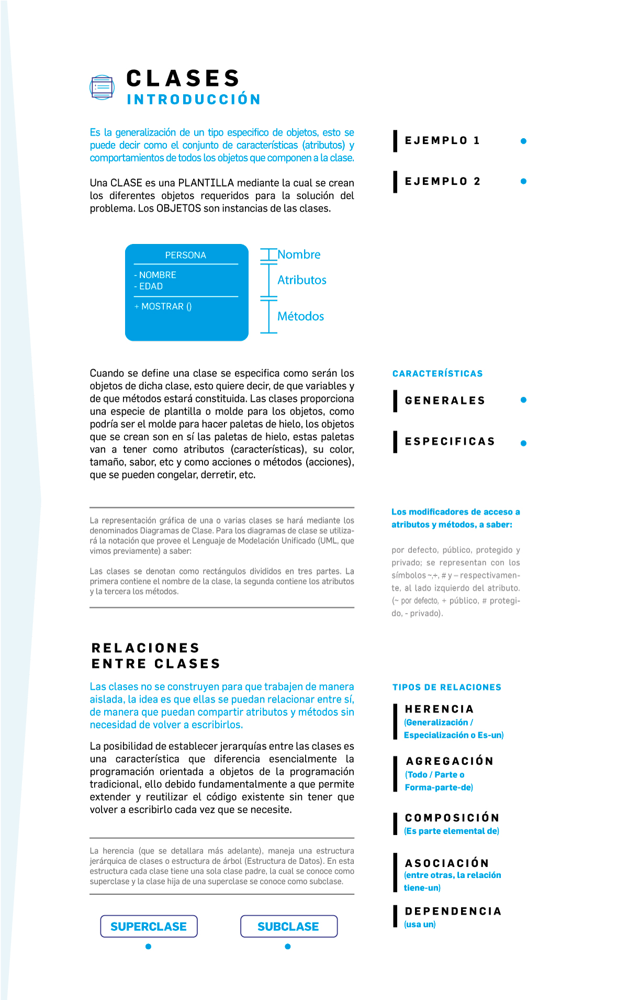 CLASES
INTRODUCCIÓN
Es la generalización de un tipo especifico de objetos, esto se
puede decir como el conjunto de características (atributos) y
comportamientos de todos los objetos que componen a la clase.
Una CLASE es una PLANTILLA mediante la cual se crean
los diferentes objetos requeridos para la solución del
problema. Los OBJETOS son instancias de las clases.
EJEMPLO 1
EJEMPLO 2
PERSONA
- NOMBRE
- EDAD
+ MOSTRAR ()
Nombre
Atributos
Métodos
Cuando se define una clase se especifica como serán los
objetos de dicha clase, esto quiere decir, de que variables y
de que métodos estará constituida. Las clases proporciona
una especie de plantilla o molde para los objetos, como
podría ser el molde para hacer paletas de hielo, los objetos
que se crean son en sí las paletas de hielo, estas paletas
van a tener como atributos (características), su color,
tamaño, sabor, etc y como acciones o métodos (acciones),
que se pueden congelar, derretir, etc.
CARACTERÍSTICAS
GENERALES
ESPECIFICAS
La representación gráfica de una o varias clases se hará mediante los
denominados Diagramas de Clase. Para los diagramas de clase se utiliza-
rá la notación que provee el Lenguaje de Modelación Unificado (UML, que
vimos previamente) a saber:
Las clases se denotan como rectángulos divididos en tres partes. La
primera contiene el nombre de la clase, la segunda contiene los atributos
y la tercera los métodos.
Los modificadores de acceso a
atributos y métodos, a saber:
por defecto, público, protegido y
privado; se representan con los
símbolos ~,+, # y – respectivamen-
te, al lado izquierdo del atributo.
(~ por defecto, + público, # protegi-
do, - privado).
RELACIONES
ENTRE CLASES
Las clases no se construyen para que trabajen de manera
aislada, la idea es que ellas se puedan relacionar entre sí,
de manera que puedan compartir atributos y métodos sin
necesidad de volver a escribirlos.
La posibilidad de establecer jerarquías entre las clases es
una característica que diferencia esencialmente la
programación orientada a objetos de la programación
tradicional, ello debido fundamentalmente a que permite
extender y reutilizar el código existente sin tener que
volver a escribirlo cada vez que se necesite.
La herencia (que se detallara más adelante), maneja una estructura
jerárquica de clases o estructura de árbol (Estructura de Datos). En esta
estructura cada clase tiene una sola clase padre, la cual se conoce como
superclase y la clase hija de una superclase se conoce como subclase.
SUPERCLASE
SUBCLASE
TIPOS DE RELACIONES
HERENCIA
(Generalización /
Especialización o Es-un)
AGREGACIÓN
(Todo / Parte o
Forma-parte-de)
COMPOSICIÓN
(Es parte elemental de)
ASOCIACIÓN
(entre otras, la relación
tiene-un)
DEPENDENCIA
(usa un)